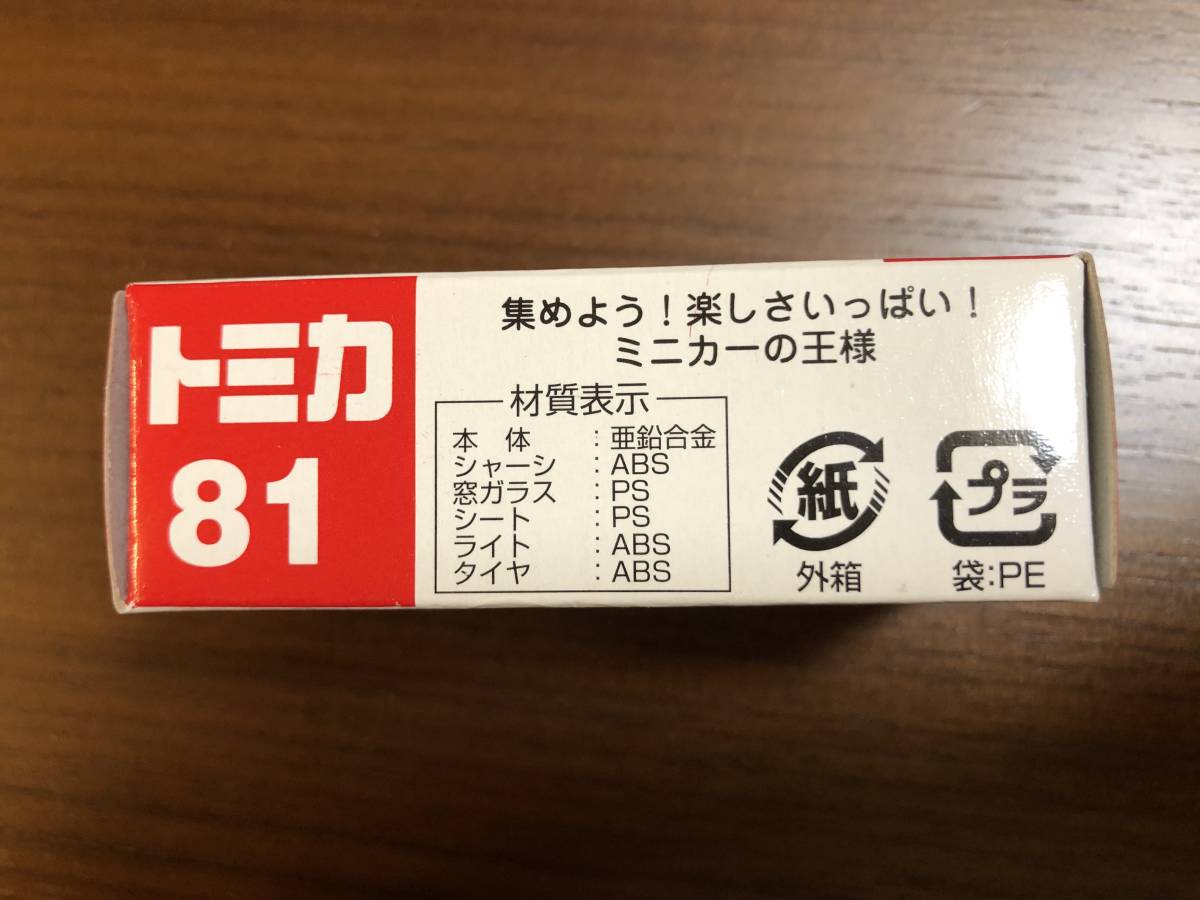 トミカ
81
集めよう!楽しさいっぱい!
ミニカーの王様
材質表示
本体:亜鉛合金
シャーシ:ABS
窓ガラス:PS
シート:PS
ライト:ABS
タイヤ:ABS
紙
外箱
プラ
袋:PE